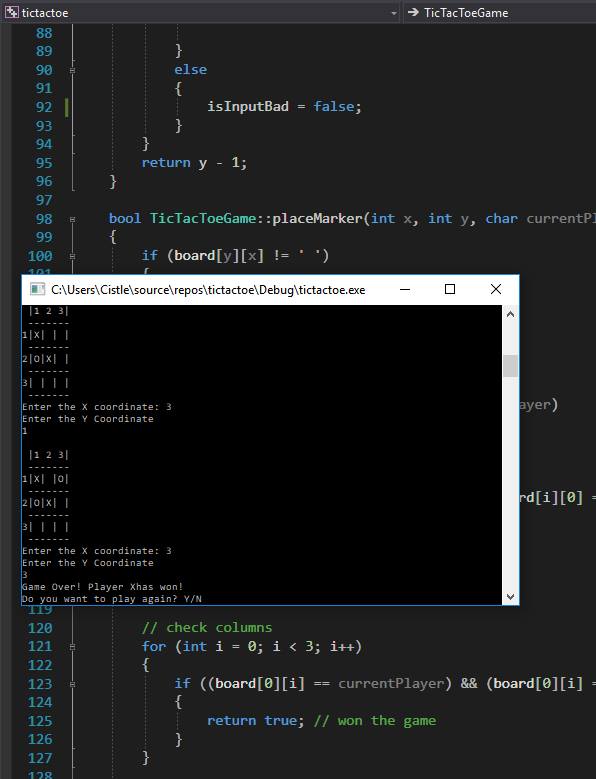 tictactoe TicTacToeGame
88
89 }
90 else
91 {
92 isInputBad = false;
93 }
94 }
95 return y - 1;
96 }
97
98 bool TicTacToeGame::placeMarker(int x, int y, char currentPl
99 {
100 if (board[y][x] != ' ')
101 {
C:\Users\Cistle\source\repos\tictactoe\Debug\tictactoe.exe
|1 2 3|
-------
1|X| | |
-------
2|O|X| |
-------
3| | | |
-------
Enter the X coordinate: 3
ayer)
Enter the Y Coordinate
1
|1 2 3|
-------
1|X| |O|
-------
rd[i][0] =
2|O|X| |
-------
3| | | |
-------
Enter the X coordinate: 3
Enter the Y Coordinate
3
Game Over! Player Xhas won!
Do you want to play again? Y/N
119
120 // check columns
121 for (int i = 0; i < 3; i++)
122 {
123 if ((board[0][i] == currentPlayer) && (board[0][i] =
124 {
125 return true; // won the game
126 }
127 }
128